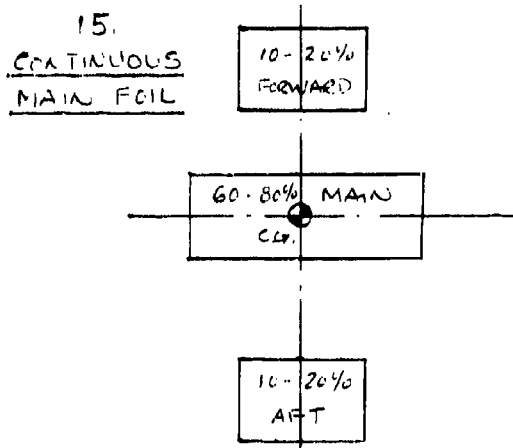 15.
CONTINUOUS
MAIN FOIL
10-20%
FORWARD
60-80% MAIN
C.G.
10-20%
AFT